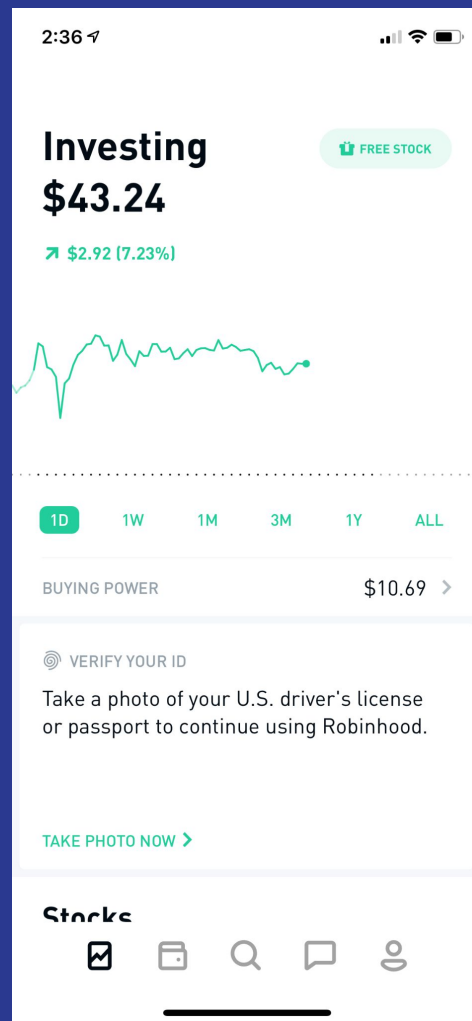 2:36
Investing
$43.24
FREE STOCK
$2.92 (7.23%)
1D 1W 1M 3M 1Y ALL
BUYING POWER $10.69
VERIFY YOUR ID
Take a photo of your U.S. driver's license
or passport to continue using Robinhood.
TAKE PHOTO NOW
Stocks